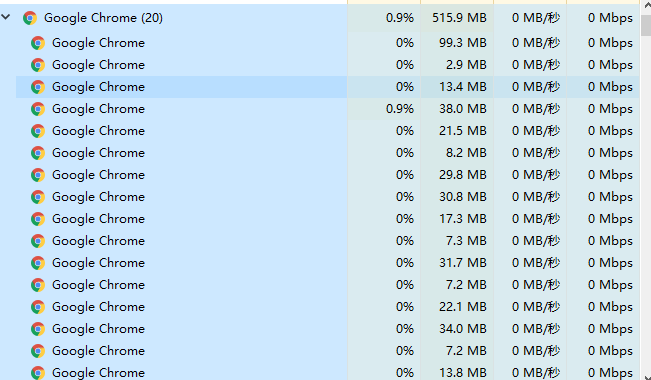 Google Chrome (20) 0.9% 515.9 MB 0 MB/秒 0 Mbps
Google Chrome 0% 99.3 MB 0 MB/秒 0 Mbps
Google Chrome 0% 2.9 MB 0 MB/秒 0 Mbps
Google Chrome 0% 13.4 MB 0 MB/秒 0 Mbps
Google Chrome 0.9% 38.0 MB 0 MB/秒 0 Mbps
Google Chrome 0% 21.5 MB 0 MB/秒 0 Mbps
Google Chrome 0% 8.2 MB 0 MB/秒 0 Mbps
Google Chrome 0% 29.8 MB 0 MB/秒 0 Mbps
Google Chrome 0% 30.8 MB 0 MB/秒 0 Mbps
Google Chrome 0% 17.3 MB 0 MB/秒 0 Mbps
Google Chrome 0% 7.3 MB 0 MB/秒 0 Mbps
Google Chrome 0% 31.7 MB 0 MB/秒 0 Mbps
Google Chrome 0% 7.2 MB 0 MB/秒 0 Mbps
Google Chrome 0% 22.1 MB 0 MB/秒 0 Mbps
Google Chrome 0% 34.0 MB 0 MB/秒 0 Mbps
Google Chrome 0% 7.2 MB 0 MB/秒 0 Mbps
Google Chrome 0% 13.8 MB 0 MB/秒 0 Mbps